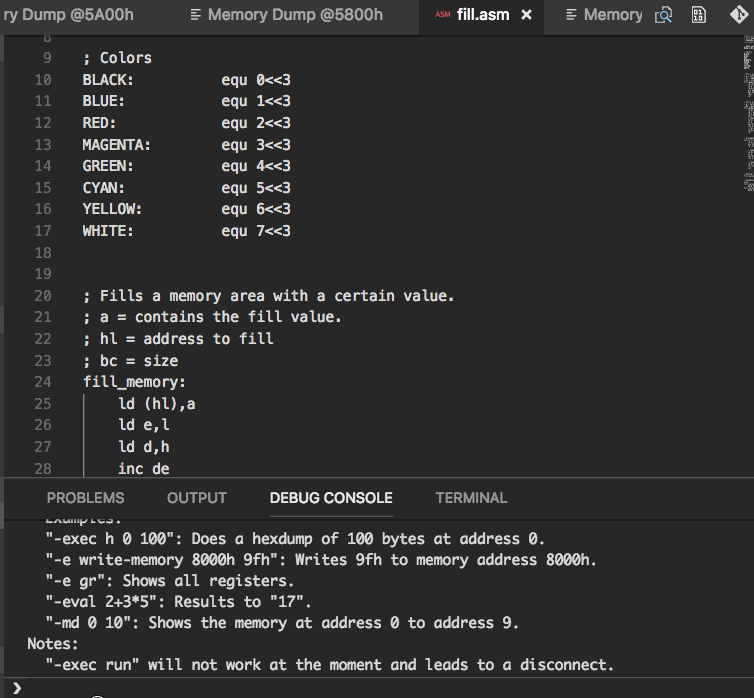 ry Dump @5A00h
Memory Dump @5800h
ASM fill.asm
Memory
8
9 ; Colors
10 BLACK: equ 0<<3
11 BLUE: equ 1<<3
12 RED: equ 2<<3
13 MAGENTA: equ 3<<3
14 GREEN: equ 4<<3
15 CYAN: equ 5<<3
16 YELLOW: equ 6<<3
17 WHITE: equ 7<<3
18
19
20 ; Fills a memory area with a certain value.
21 ; a = contains the fill value.
22 ; hl = address to fill
23 ; bc = size
24 fill_memory:
25 ld (hl),a
26 ld e,l
27 ld d,h
28 inc de
PROBLEMS OUTPUT DEBUG CONSOLE TERMINAL
Examples:
"-exec h 0 100": Does a hexdump of 100 bytes at address 0.
"-e write-memory 8000h 9fh": Writes 9fh to memory address 8000h.
"-e gr": Shows all registers.
"-eval 2+3*5": Results to "17".
"-md 0 10": Shows the memory at address 0 to address 9.
Notes:
"-exec run" will not work at the moment and leads to a disconnect.